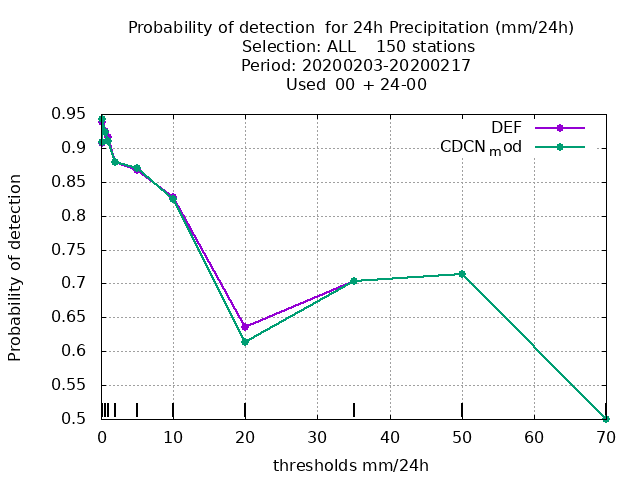 Probability of detection  for 24h Precipitation (mm/24h)
Selection: ALL    150 stations
Period: 20200203-20200217
Used  00  + 24-00
DEF
CDCNmod
Probability of detection
0.95
0.9
0.85
0.8
0.75
0.7
0.65
0.6
0.55
0.5
0 10 20 30 40 50 60 70
thresholds mm/24h